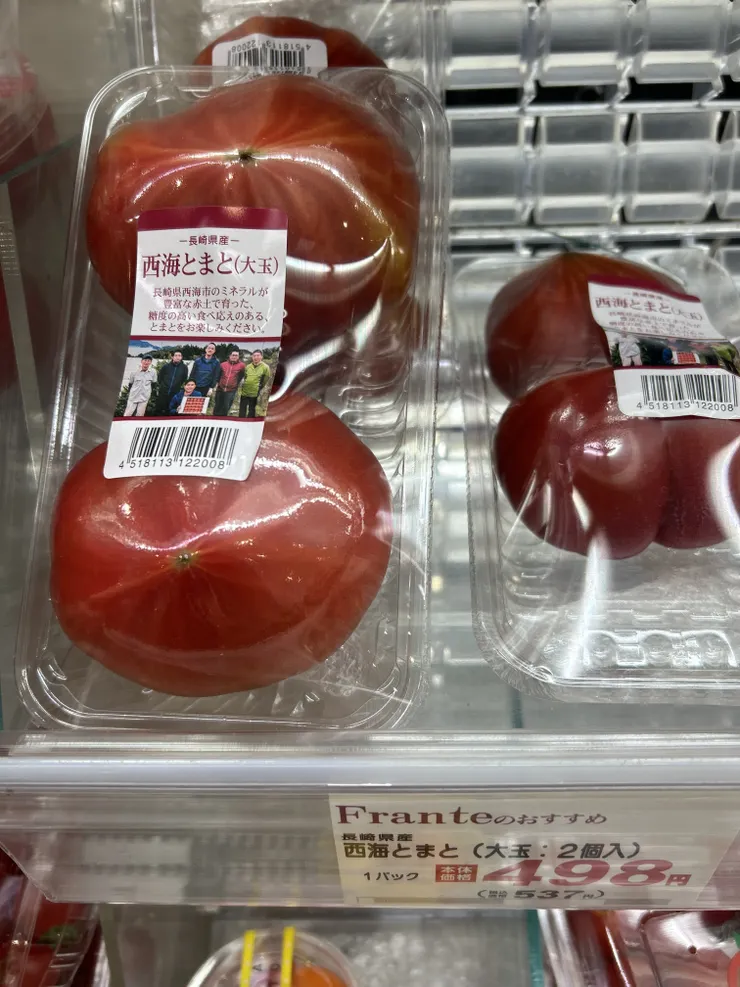 4518113 22008
―長崎県産―
西海とまと(大玉)
長崎県西海市のミネラルが
豊富な赤土で育った、
糖度の高い食べ応えのある、
とまとをお楽しみください。
4 518113 122008
西海とまと(大玉)
4 518113 122008
Franteのおすすめ
長崎県産
西海とまと(大玉:2個入)
1パック 本体価格 498円
(税込 537円)